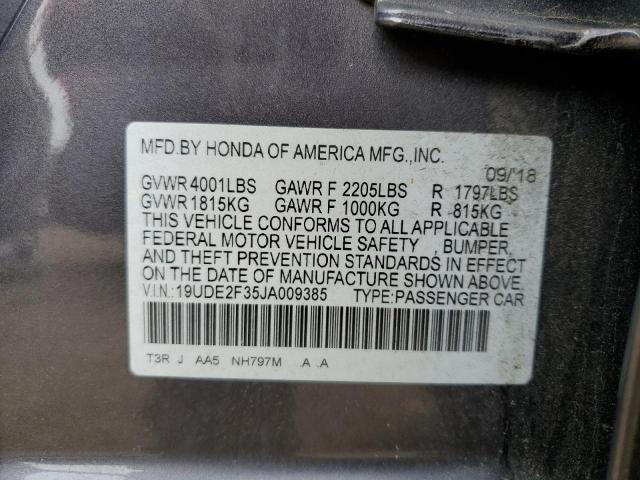 MFD.BY HONDA OF AMERICA MFG.,INC.
09/'18
GVWR 4001LBS GAWR F 2205LBS R 1797LBS
GVWR 1815KG GAWR F 1000KG R 815KG
THIS VEHICLE CONFORMS TO ALL APPLICABLE
FEDERAL MOTOR VEHICLE SAFETY , BUMPER,
AND THEFT PREVENTION STANDARDS IN EFFECT
ON THE DATE OF MANUFACTURE SHOWN ABOVE.
V.I.N.:19UDE2F35JA009385 TYPE:PASSENGER CAR
T3R J AA5 NH797M .A .A